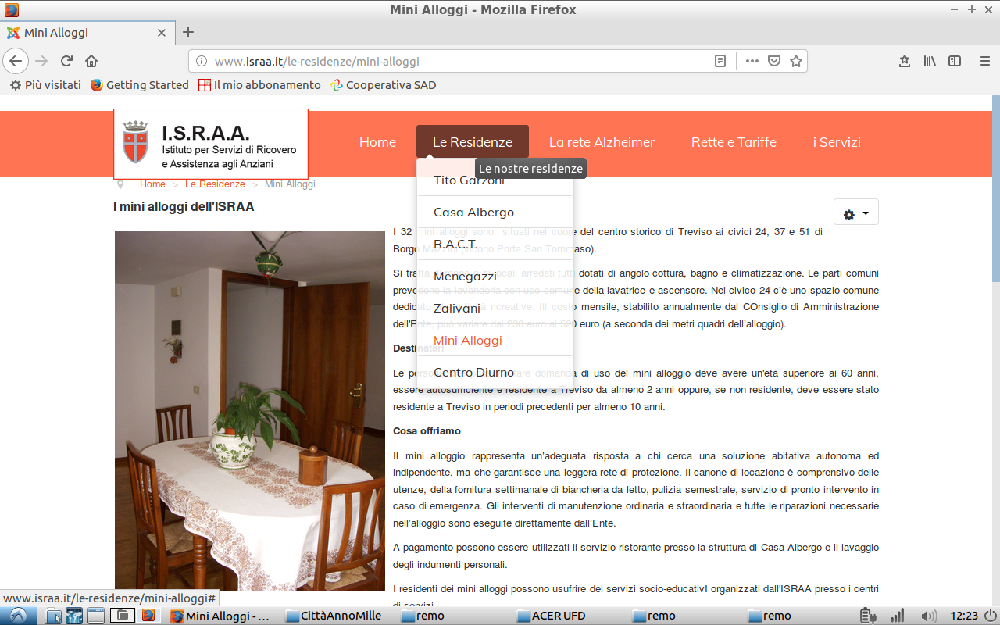 Mini Alloggi - Mozilla Firefox
Mini Alloggi
www.israa.it/le-residenze/mini-alloggi
Più visitati Getting Started Il mio abbonamento Cooperativa SAD
I.S.R.A.A.
Istituto per Servizi di Ricovero
e Assistenza agli Anziani
Home Le Residenze La rete Alzheimer Rette e Tariffe i Servizi
Le nostre residenze
Tito Garzoni
Casa Albergo
R.A.C.T.
Menegazzi
Zalivani
Mini Alloggi
Centro Diurno
Home > Le Residenze > Mini Alloggi
I mini alloggi dell'ISRAA
I 32 mini alloggi sono situati nel cuore del centro storico di Treviso ai civici 24, 37 e 51 di
Borgo Mazzini (vicono Porta San Tommaso).
Si tratta di locali arredati tutti dotati di angolo cottura, bagno e climatizzazione. Le parti comuni
prevedono la lavanderia con uso comune della lavatrice e ascensore. Nel civico 24 c'è uno spazio comune
dedicato ricreative. Ill costo mensile, stabilito annualmente dal COnsiglio di Amministrazione
dell'Ente, può variare dai 230 euro ai 520 euro (a seconda dei metri quadri dell'alloggio).
Destinatari
Le domanda di uso del mini alloggio deve avere un'età superiore ai 60 anni,
essere autosufficiente e residente a Treviso da almeno 2 anni oppure, se non residente, deve essere stato
residente a Treviso in periodi precedenti per almeno 10 anni.
Cosa offriamo
Il mini alloggio rappresenta un'adeguata risposta a chi cerca una soluzione abitativa autonoma ed
indipendente, ma che garantisce una leggera rete di protezione. Il canone di locazione è comprensivo delle
utenze, della fornitura settimanale di biancheria da letto, pulizia semestrale, servizio di pronto intervento in
caso di emergenza. Gli interventi di manutenzione ordinaria e straordinaria e tutte le riparazioni necessarie
nell'alloggio sono eseguite direttamente dall'Ente.
A pagamento possono essere utilizzati il servizio ristorante presso la struttura di Casa Albergo e il lavaggio
degli indumenti personali.
I residenti dei mini alloggi possono usufrire dei servizi socio-educativI organizzati dall'ISRAA presso i centri
di servizi
www.israa.it/le-residenze/mini-alloggi#
Mini Alloggi - ... CittàAnnoMille remo ACER UFD remo remo 12:23